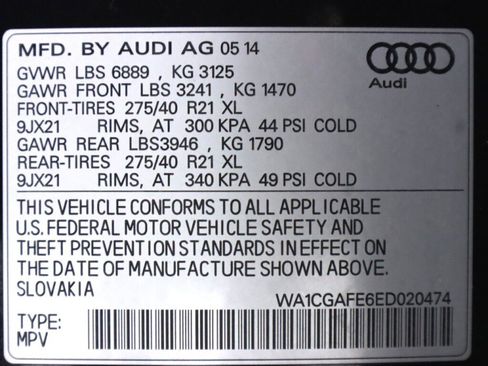 MFD. BY AUDI AG 05 14
Audi
GVWR LBS 6889 , KG 3125
GAWR FRONT LBS 3241 , KG 1470
FRONT-TIRES 275/40 R21 XL
9JX21 RIMS, AT 300 KPA 44 PSI COLD
GAWR REAR LBS3946 , KG 1790
REAR-TIRES 275/40 R21 XL
9JX21 RIMS, AT 340 KPA 49 PSI COLD
THIS VEHICLE CONFORMS TO ALL APPLICABLE
U.S. FEDERAL MOTOR VEHICLE SAFETY AND
THEFT PREVENTION STANDARDS IN EFFECT ON
THE DATE OF MANUFACTURE SHOWN ABOVE.
SLOVAKIA WA1CGAFE6ED020474
TYPE:
MPV